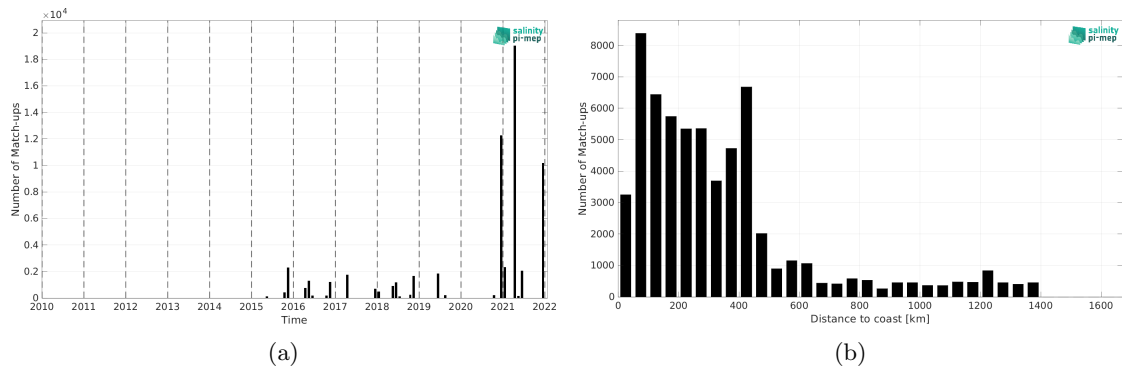 ×10⁴
2
1.8
1.6
1.4
1.2
1
0.8
0.6
0.4
0.2
0
Number of Match-ups
2010 2011 2012 2013 2014 2015 2016 2017 2018 2019 2020 2021 2022
Time
salinity
pi-mep
(a)
8000
7000
6000
5000
4000
3000
2000
1000
0
Number of Match-ups
0 200 400 600 800 1000 1200 1400 1600
Distance to coast [km]
salinity
pi-mep
(b)